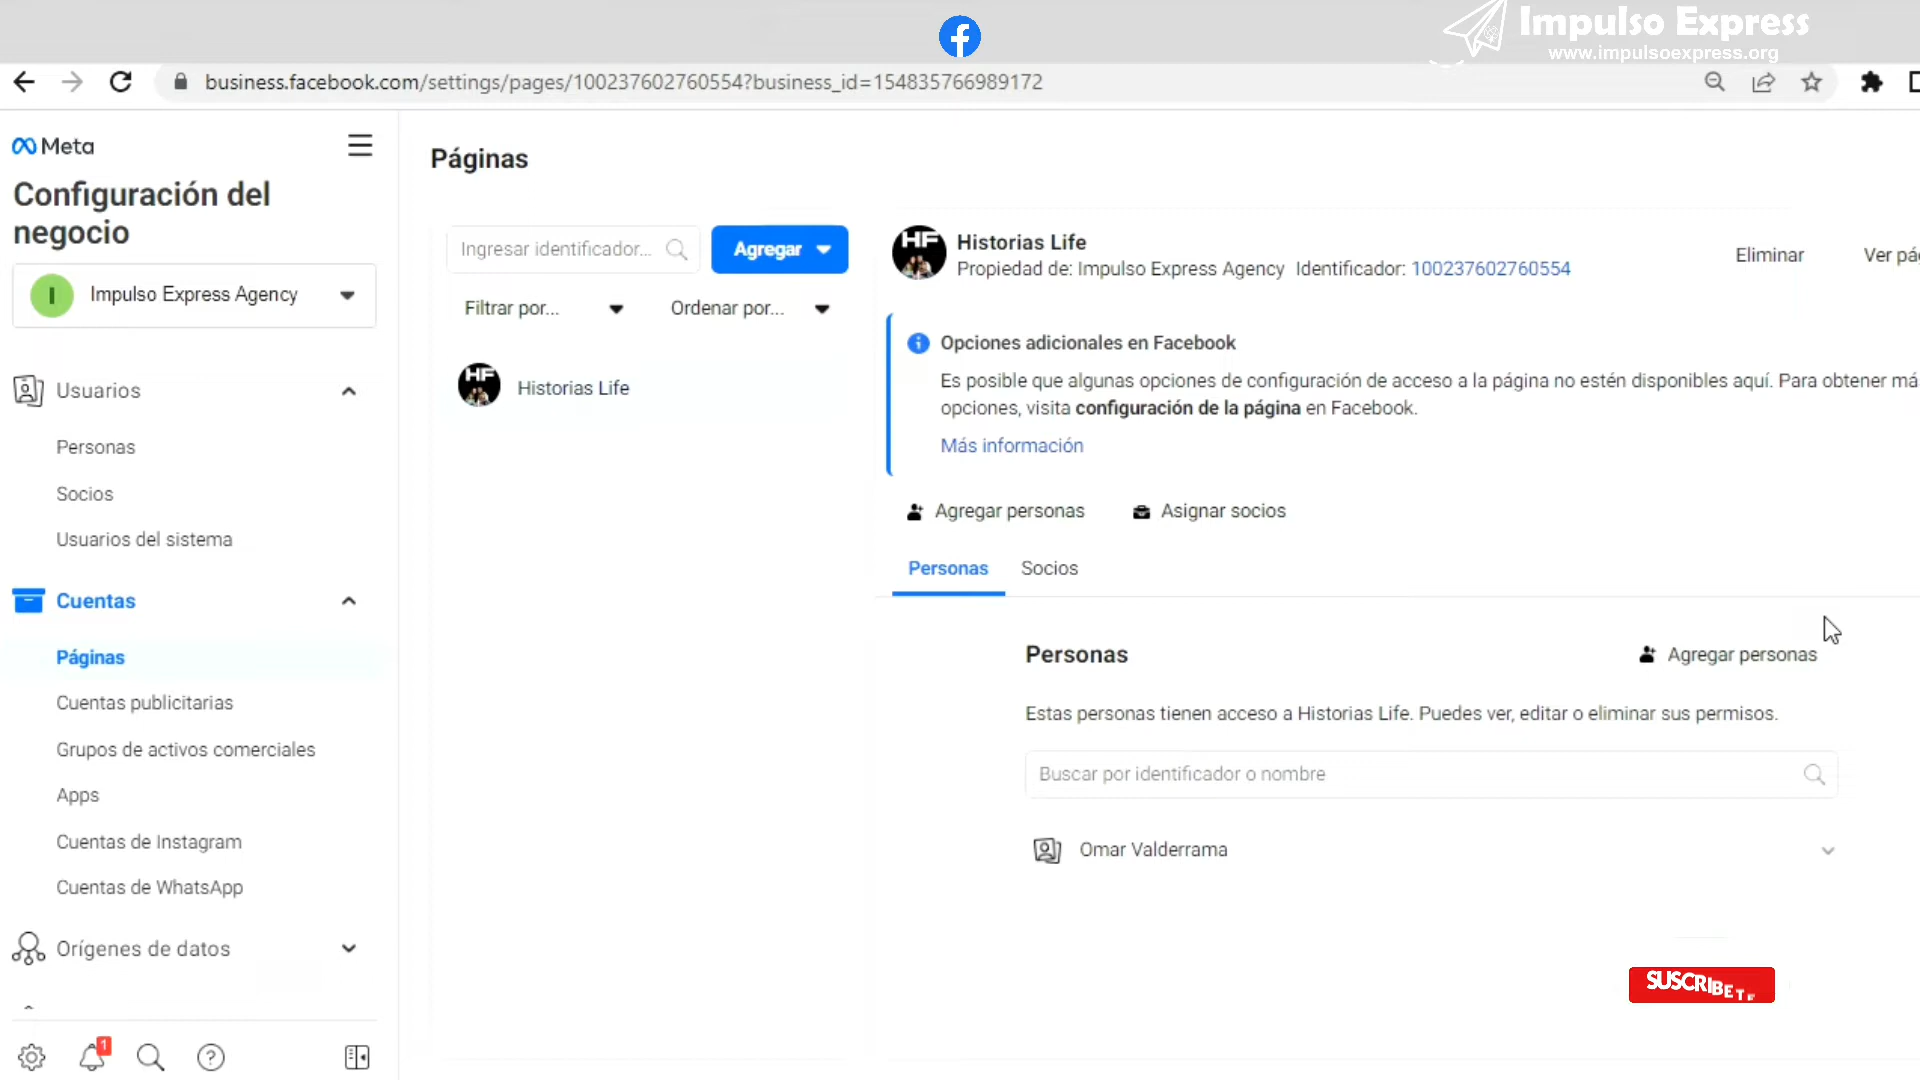 Impulso Express
www.impulsoexpress.org
business.facebook.com/settings/pages/100237602760554?business_id=154835766989172
Meta
Configuración del
negocio
I
Impulso Express Agency
Usuarios
Personas
Socios
Usuarios del sistema
Cuentas
Páginas
Cuentas publicitarias
Grupos de activos comerciales
Apps
Cuentas de Instagram
Cuentas de WhatsApp
Orígenes de datos
1
Páginas
Ingresar identificador...
Agregar
Filtrar por...
Ordenar por...
HF
Historias Life
HF
Historias Life
Propiedad de: Impulso Express Agency Identificador: 100237602760554
Eliminar
Ver pág
Opciones adicionales en Facebook
Es posible que algunas opciones de configuración de acceso a la página no estén disponibles aquí. Para obtener má
opciones, visita configuración de la página en Facebook.
Más información
Agregar personas
Asignar socios
Personas
Socios
Personas
Agregar personas
Estas personas tienen acceso a Historias Life. Puedes ver, editar o eliminar sus permisos.
Buscar por identificador o nombre
Omar Valderrama
SUSCRIBETE